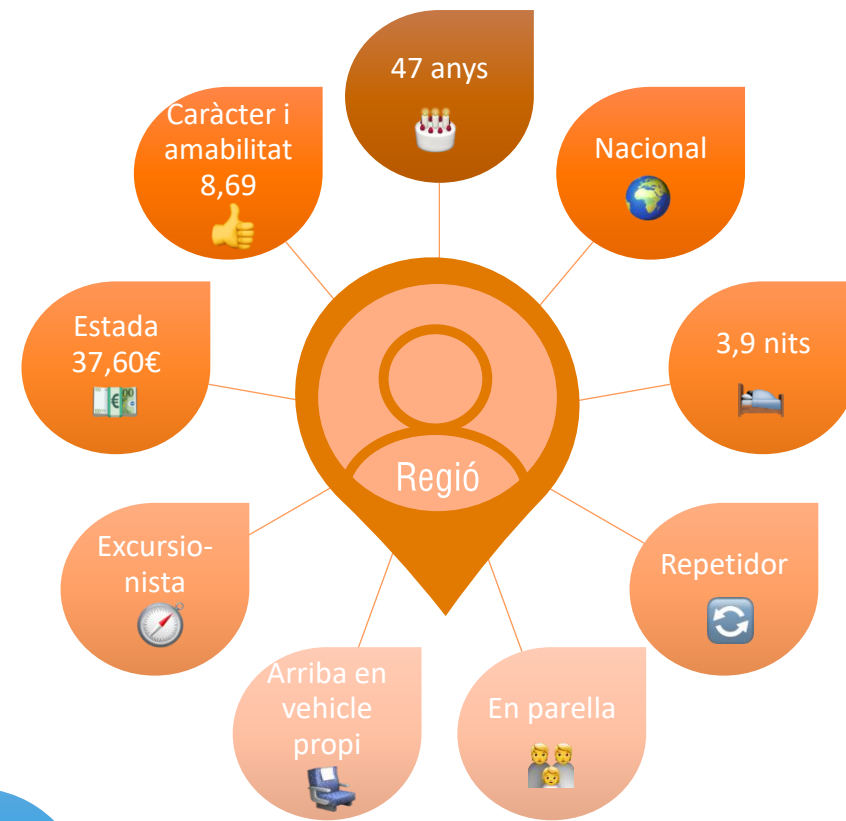 47 anys
Nacional
3,9 nits
Repetidor
En parella
Arriba en
vehicle
propi
Excursio-
nista
Estada
37,60€
Caràcter i
amabilitat
8,69
Regió